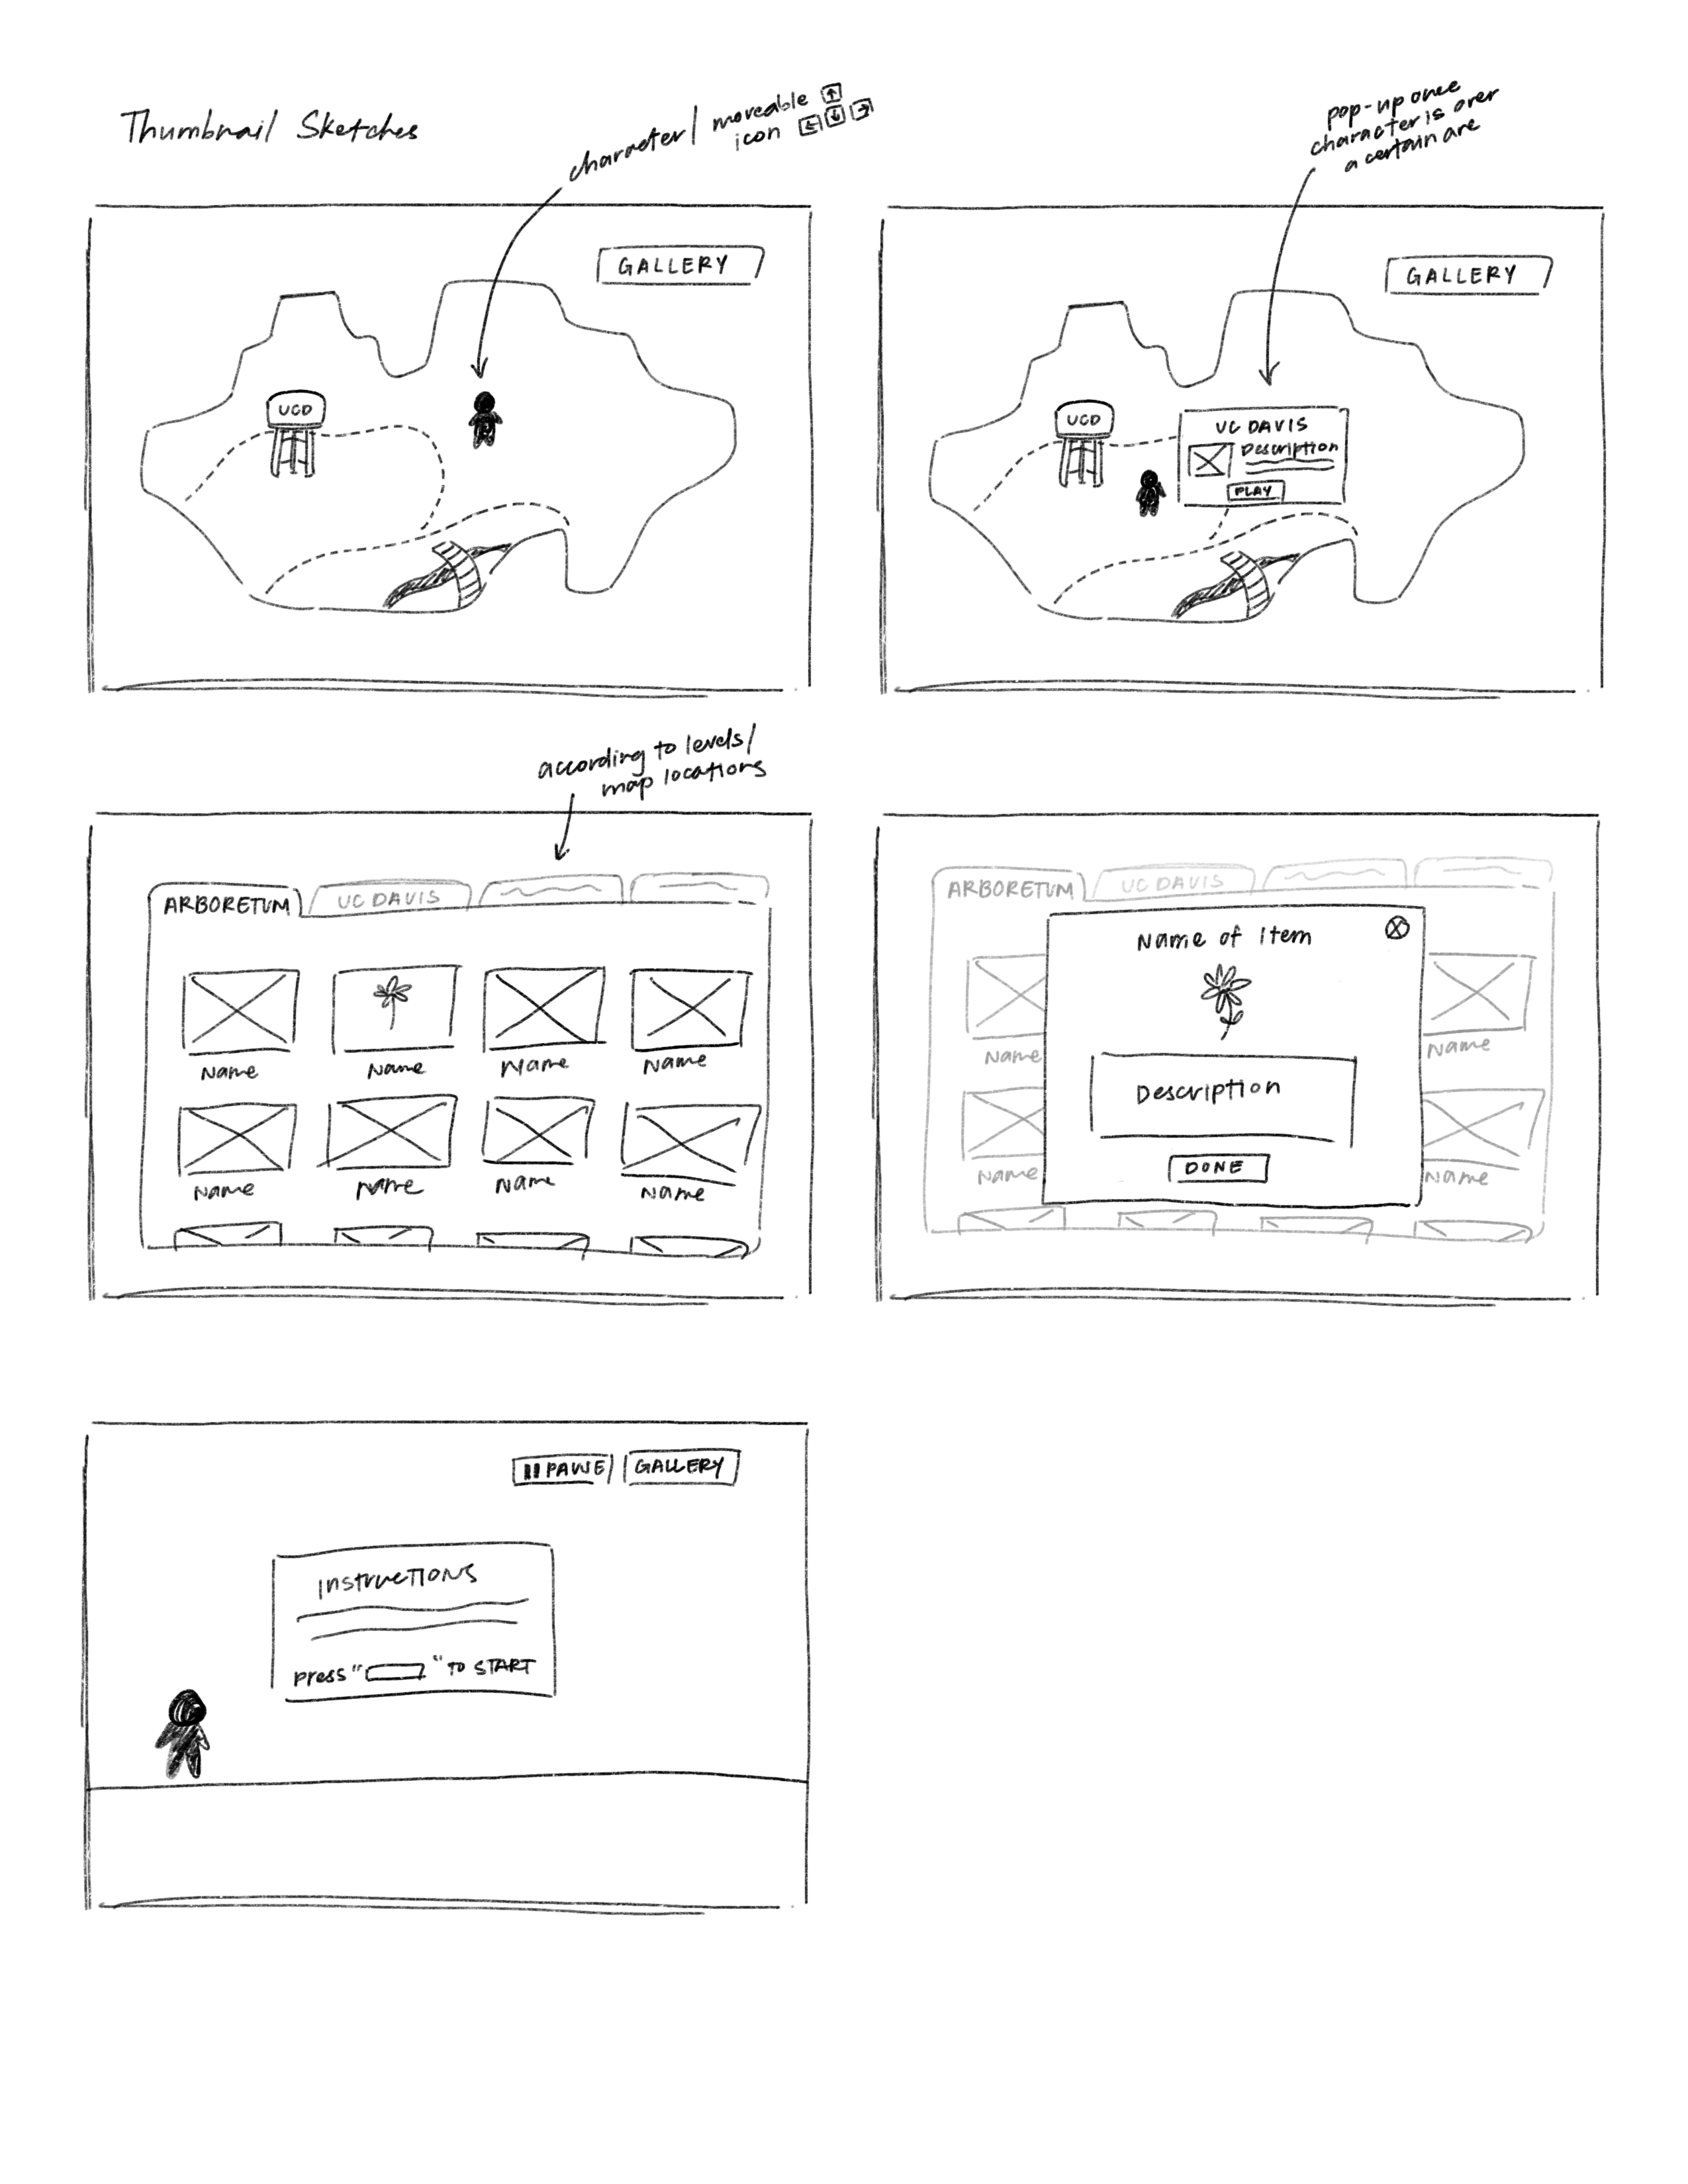 Thumbnail Sketches
character/ moveable ↑
icon ← ↓ →
GALLERY
UCD
pop-up once
character is over
a certain are
GALLERY
UCD
UC DAVIS
Description
PLAY
according to levels/
map locations
ARBORETUM UC DAVIS
Name Name Name Name
Name Name Name Name
ARBORETUM UC DAVIS
Name of Item
Name Name
Description
Name Name
DONE
PAUSE GALLERY
INSTRUCTIONS
press " " TO START